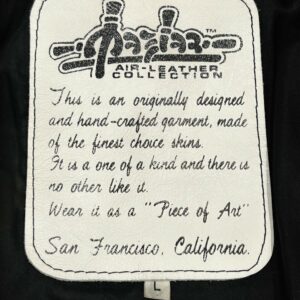 TM
AIR-LEATHER
COLLECTION
This is an originally designed
and hand-crafted garment, made
of the finest choice skins.
It is a one of a kind and there is
no other like it.
Wear it as a "Piece of Art"
San Francisco, California.
L